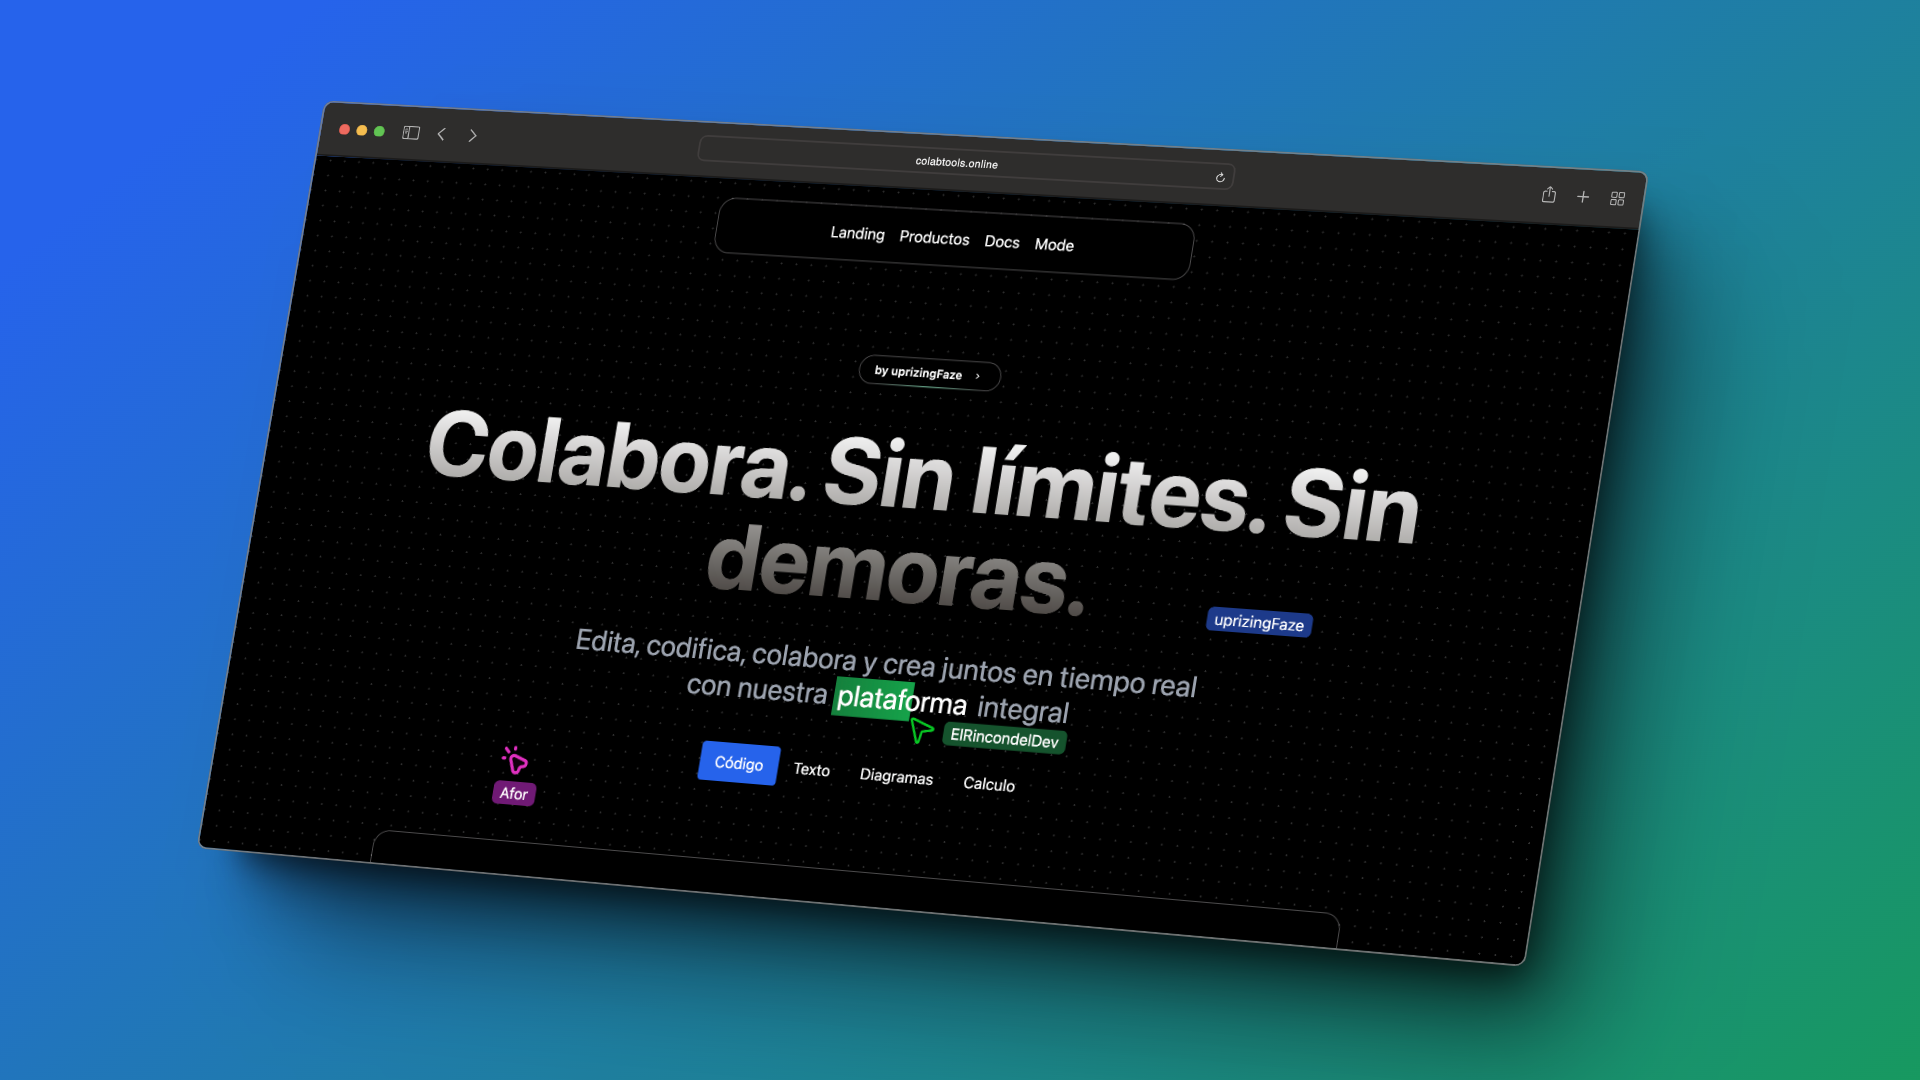 colabtools.online
Landing Productos Docs Mode
by uprizingFaze
Colabora. Sin límites. Sin
demoras.
uprizingFaze
Edita, codifica, colabora y crea juntos en tiempo real
con nuestra plataforma integral
ElRincondelDev
Código Texto Diagramas Calculo
Afor